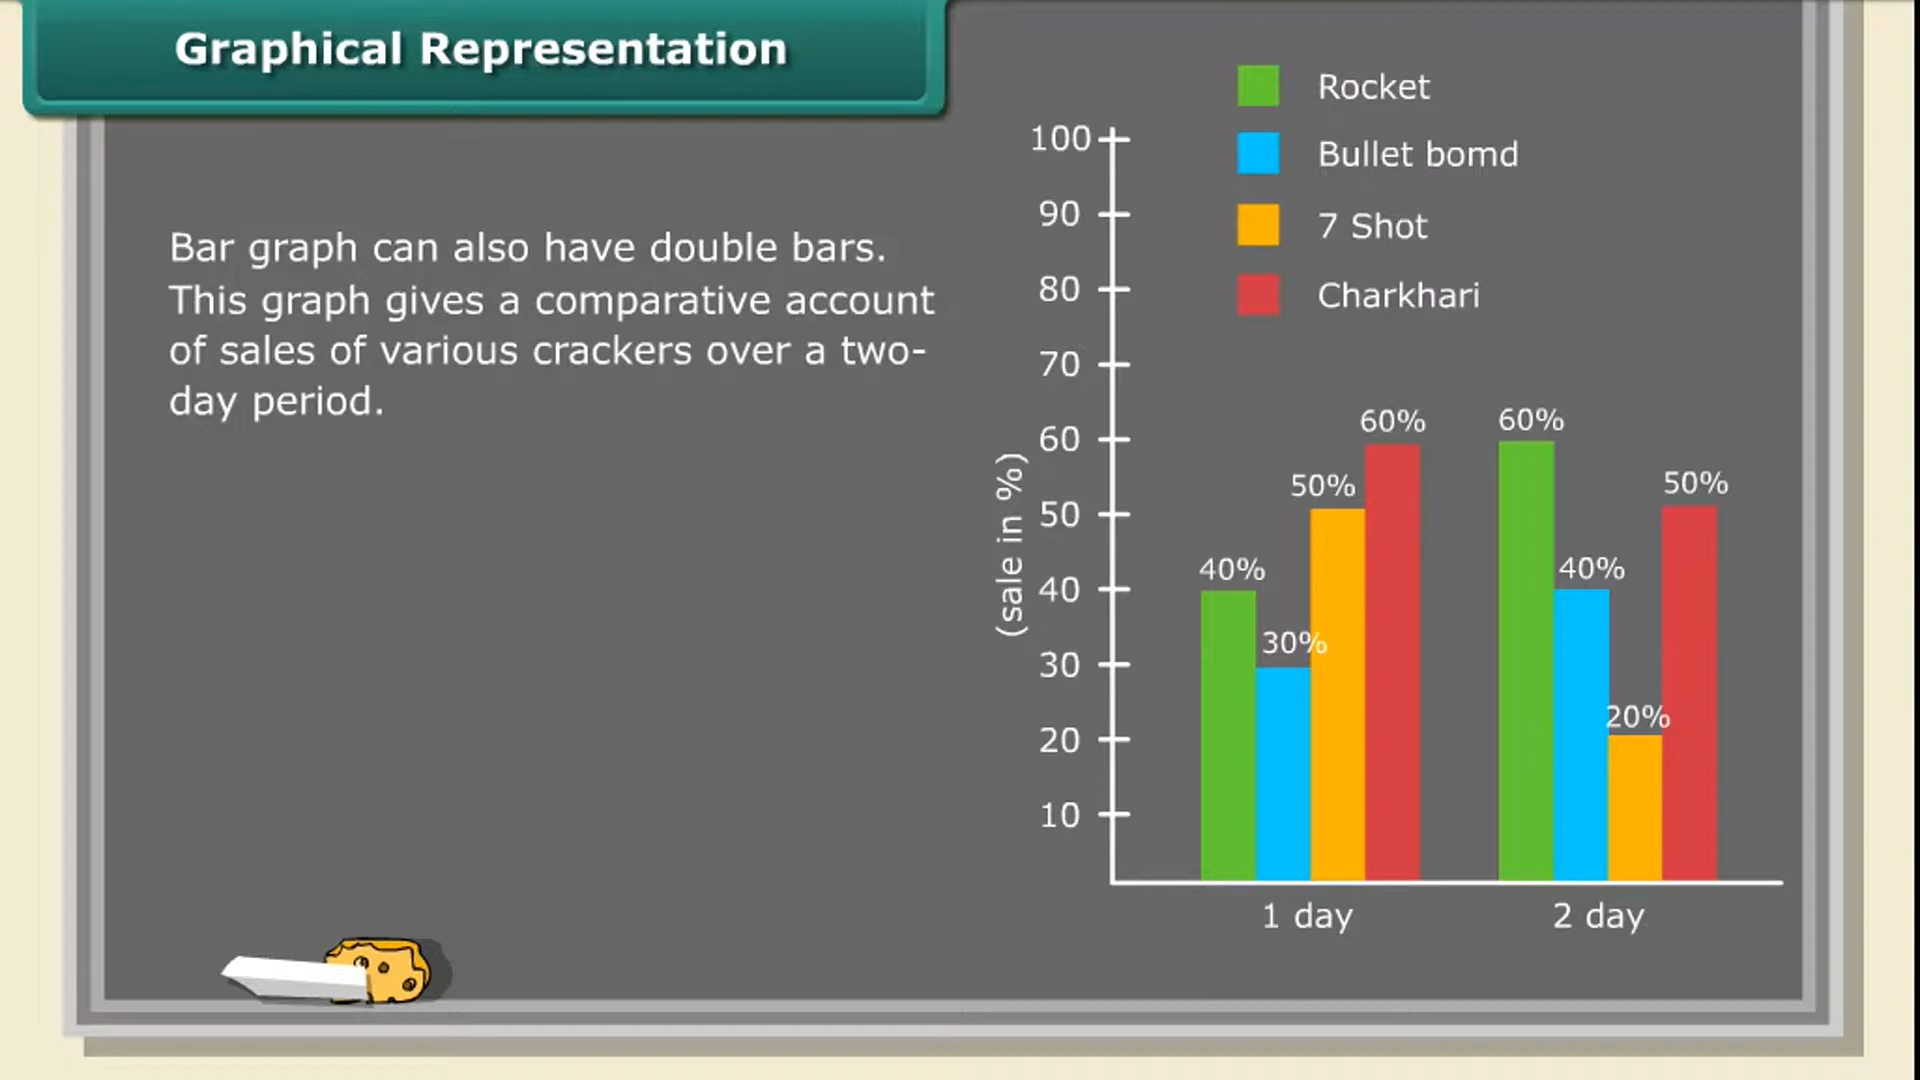 Graphical Representation
Bar graph can also have double bars.
This graph gives a comparative account
of sales of various crackers over a two-
day period.
Rocket
Bullet bomd
7 Shot
Charkhari
(sale in %)
100
90
80
70
60
50
40
30
20
10
40%
30%
50%
60%
60%
40%
20%
50%
1 day
2 day